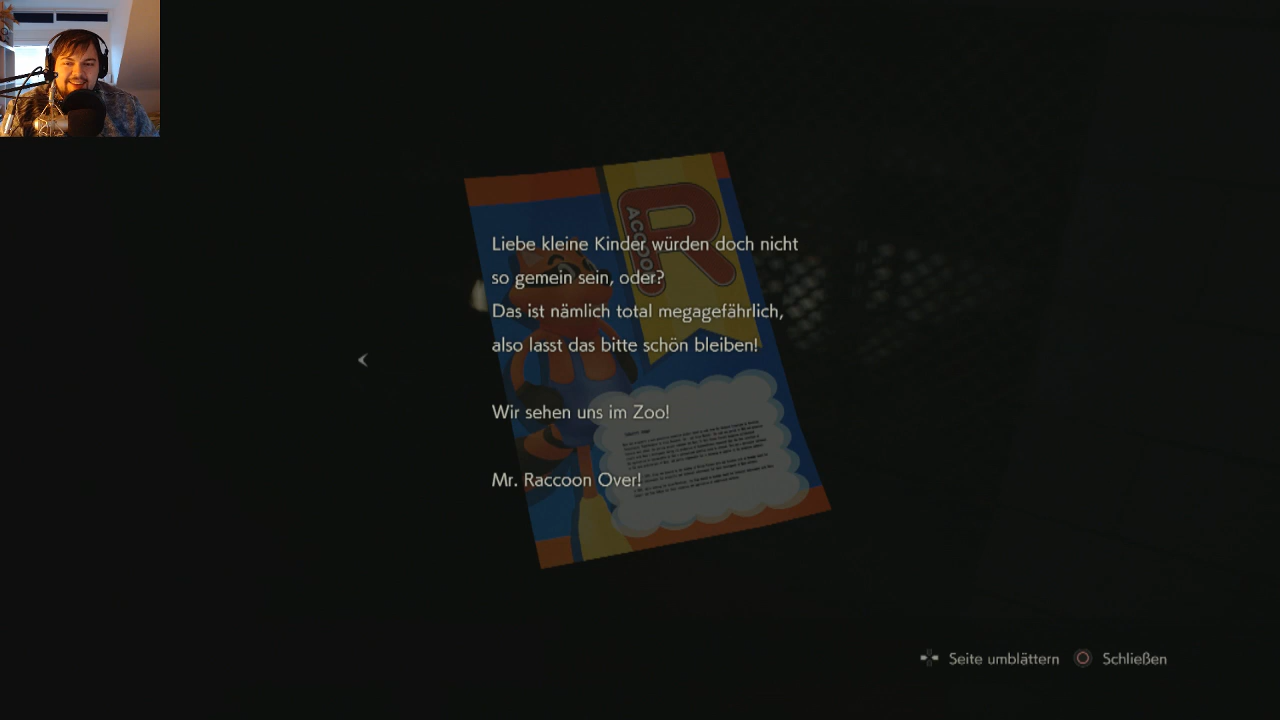 R
ACCOON
Liebe kleine Kinder würden doch nicht
so gemein sein, oder?
Das ist nämlich total megagefährlich,
also lasst das bitte schön bleiben!
Wir sehen uns im Zoo!
Mr. Raccoon Over!
Seite umblättern
Schließen